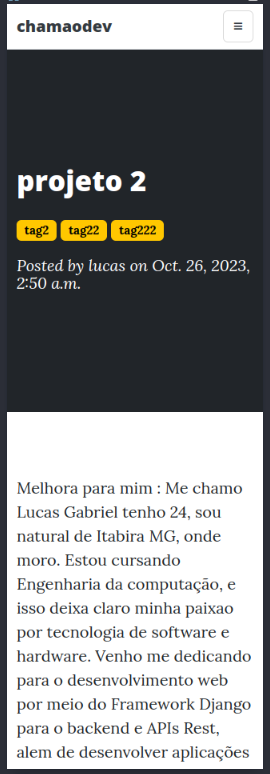 chamaodev
projeto 2
tag2 tag22 tag222
Posted by lucas on Oct. 26, 2023,
2:50 a.m.
Melhora para mim : Me chamo
Lucas Gabriel tenho 24, sou
natural de Itabira MG, onde
moro. Estou cursando
Engenharia da computação, e
isso deixa claro minha paixao
por tecnologia de software e
hardware. Venho me dedicando
para o desenvolvimento web
por meio do Framework Django
para o backend e APIs Rest,
alem de desenvolver aplicações